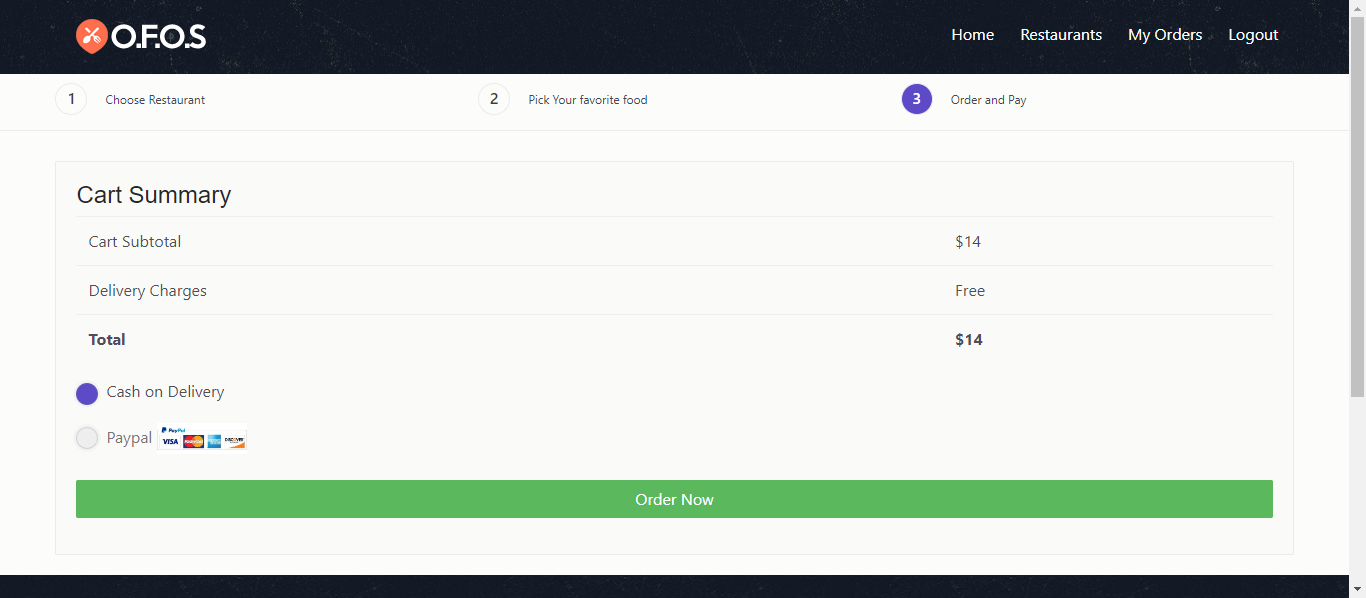 O.F.O.S
Home Restaurants My Orders Logout
1 Choose Restaurant 2 Pick Your favorite food 3 Order and Pay
Cart Summary
Cart Subtotal $14
Delivery Charges Free
Total $14
Cash on Delivery
Paypal PayPal
VISA MasterCard DISCOVER
Order Now